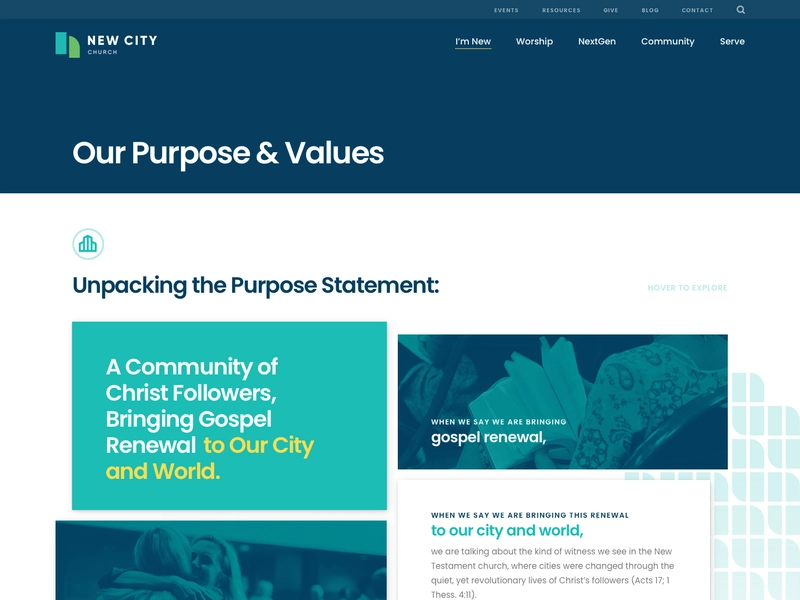 EVENTS RESOURCES GIVE BLOG CONTACT
NEW CITY
CHURCH
I'm New Worship NextGen Community Serve
Our Purpose & Values
Unpacking the Purpose Statement:
HOVER TO EXPLORE
A Community of
Christ Followers,
Bringing Gospel
Renewal to Our City
and World.
WHEN WE SAY WE ARE BRINGING
gospel renewal,
WHEN WE SAY WE ARE BRINGING THIS RENEWAL
to our city and world,
we are talking about the kind of witness we see in the New
Testament church, where cities were changed through the
quiet, yet revolutionary lives of Christ's followers (Acts 17; 1
Thess. 4:11).